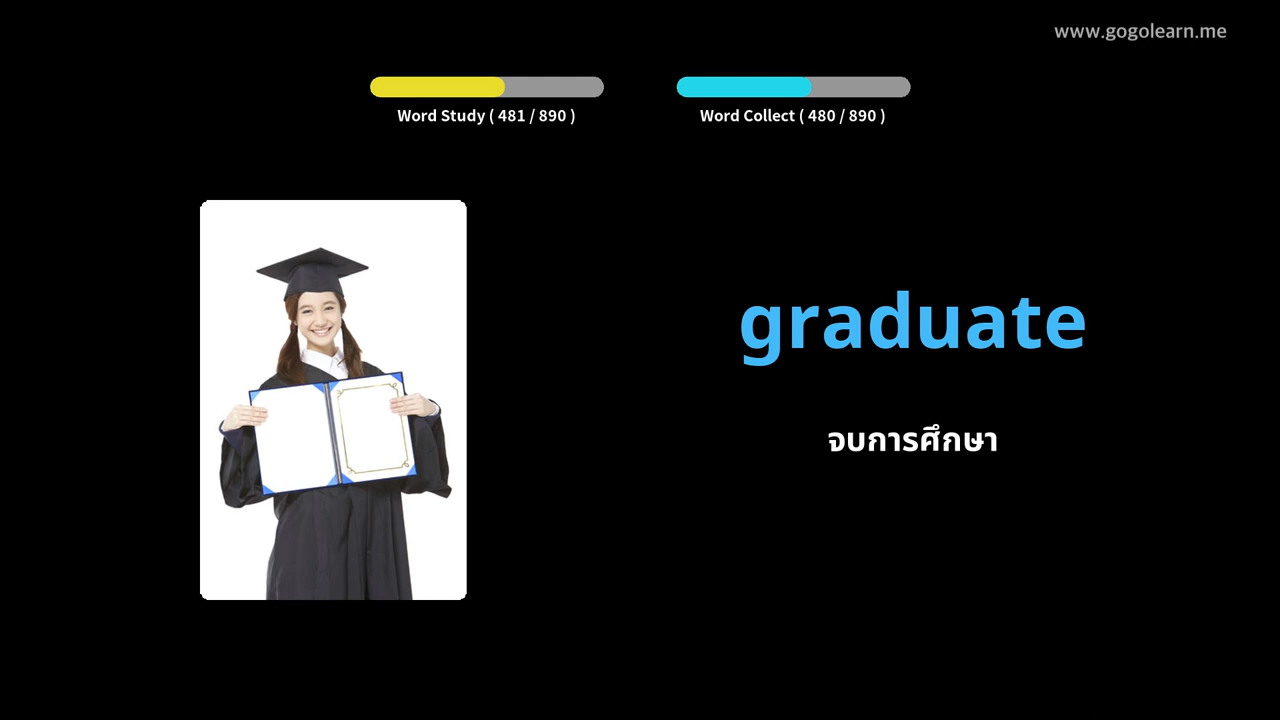 www.gogolearn.me
Word Study ( 481 / 890 )
Word Collect ( 480 / 890 )
graduate
จบการศึกษา